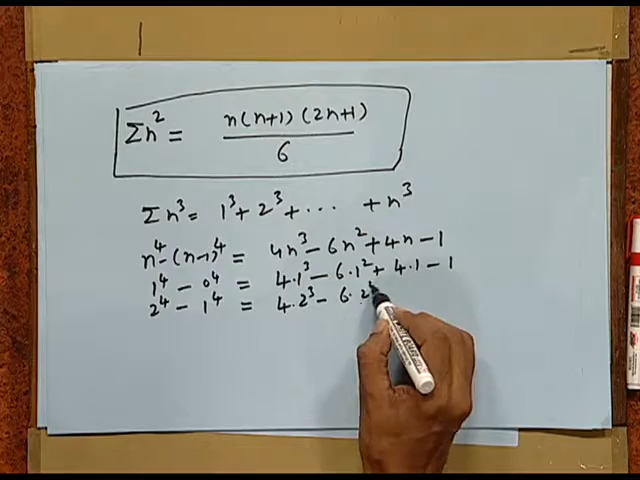 Σn² = n(n+1)(2n+1) / 6
Σn³ = 1³ + 2³ + ... + n³
n⁴ - (n-1)⁴ = 4n³ - 6n² + 4n - 1
1⁴ - 0⁴ = 4·1³ - 6·1² + 4·1 - 1
2⁴ - 1⁴ = 4·2³ - 6·2